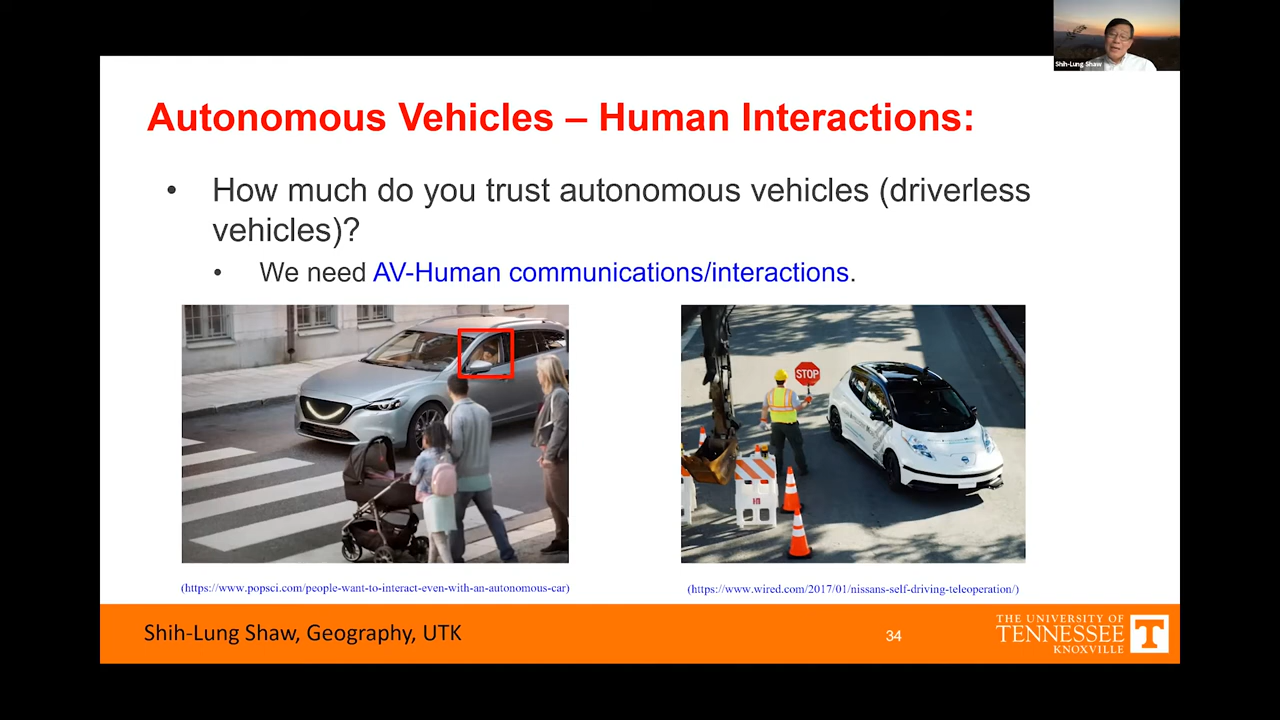 Shih-Lung Shaw
Autonomous Vehicles – Human Interactions:
• How much do you trust autonomous vehicles (driverless
vehicles)?
• We need AV-Human communications/interactions.
STOP
(https://www.popsci.com/people-want-to-interact-even-with-an-autonomous-car)
(https://www.wired.com/2017/01/nissans-self-driving-teleoperation/)
Shih-Lung Shaw, Geography, UTK
34
THE UNIVERSITY OF
TENNESSEE
KNOXVILLE
T